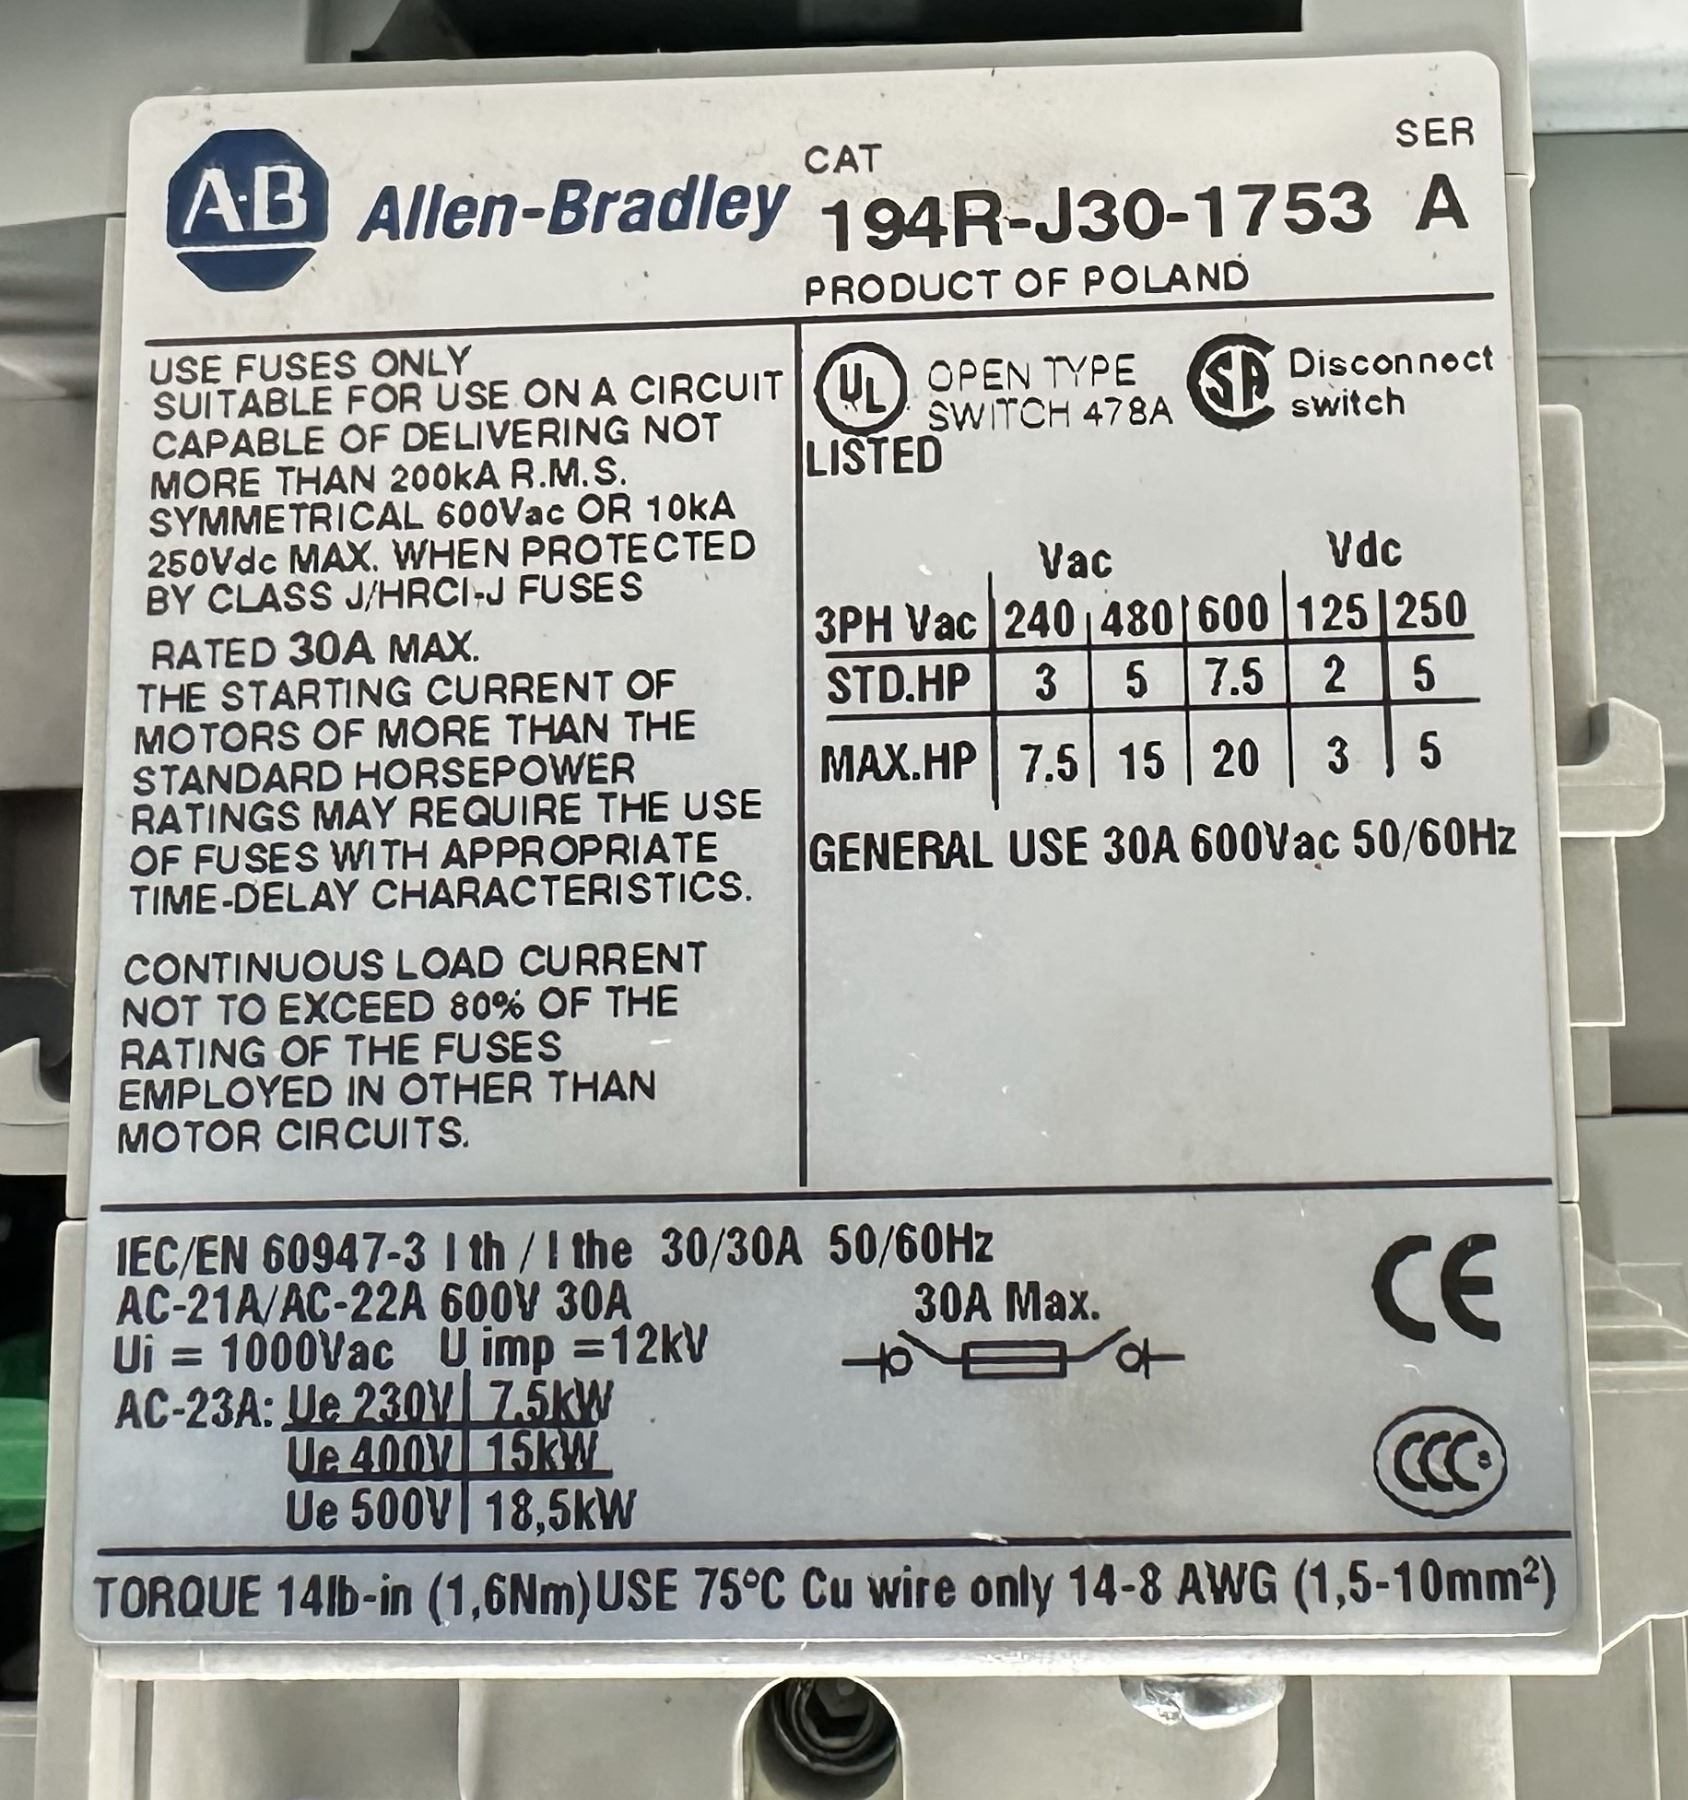 A-B Allen-Bradley
CAT SER
194R-J30-1753 A
PRODUCT OF POLAND
USE FUSES ONLY
SUITABLE FOR USE ON A CIRCUIT
CAPABLE OF DELIVERING NOT
MORE THAN 200kA R.M.S.
SYMMETRICAL 600Vac OR 10kA
250Vdc MAX. WHEN PROTECTED
BY CLASS J/HRCI-J FUSES
RATED 30A MAX.
THE STARTING CURRENT OF
MOTORS OF MORE THAN THE
STANDARD HORSEPOWER
RATINGS MAY REQUIRE THE USE
OF FUSES WITH APPROPRIATE
TIME-DELAY CHARACTERISTICS.
CONTINUOUS LOAD CURRENT
NOT TO EXCEED 80% OF THE
RATING OF THE FUSES
EMPLOYED IN OTHER THAN
MOTOR CIRCUITS.
UL OPEN TYPE
SWITCH 478A
LISTED
SA Disconnect
switch
Vac Vdc
3PH Vac 240 480 600 125 250
STD.HP 3 5 7.5 2 5
MAX.HP 7.5 15 20 3 5
GENERAL USE 30A 600Vac 50/60Hz
IEC/EN 60947-3 I th / I the 30/30A 50/60Hz
AC-21A/AC-22A 600V 30A
Ui = 1000Vac U imp =12kV
AC-23A: Ue 230V 7.5kW
Ue 400V 15kW
Ue 500V 18,5kW
30A Max.
CE
CCC S
TORQUE 14lb-in (1,6Nm) USE 75°C Cu wire only 14-8 AWG (1,5-10mm²)